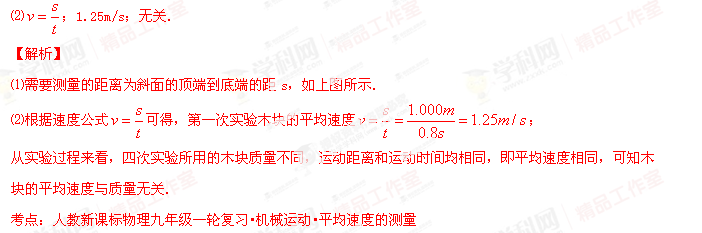 ⑵v=s/t；1.25m/s；无关.
【解析】
⑴需要测量的距离为斜面的顶端到底端的距 s，如上图所示.
⑵根据速度公式v=s/t可得，第一次实验木块的平均速度v=s/t=1.000m/0.8s=1.25m/s；
从实验过程来看，四次实验所用的木块质量不同，运动距离和运动时间均相同，即平均速度相同，可知木
块的平均速度与质量无关.
考点：人教新课标物理九年级一轮复习•机械运动•平均速度的测量